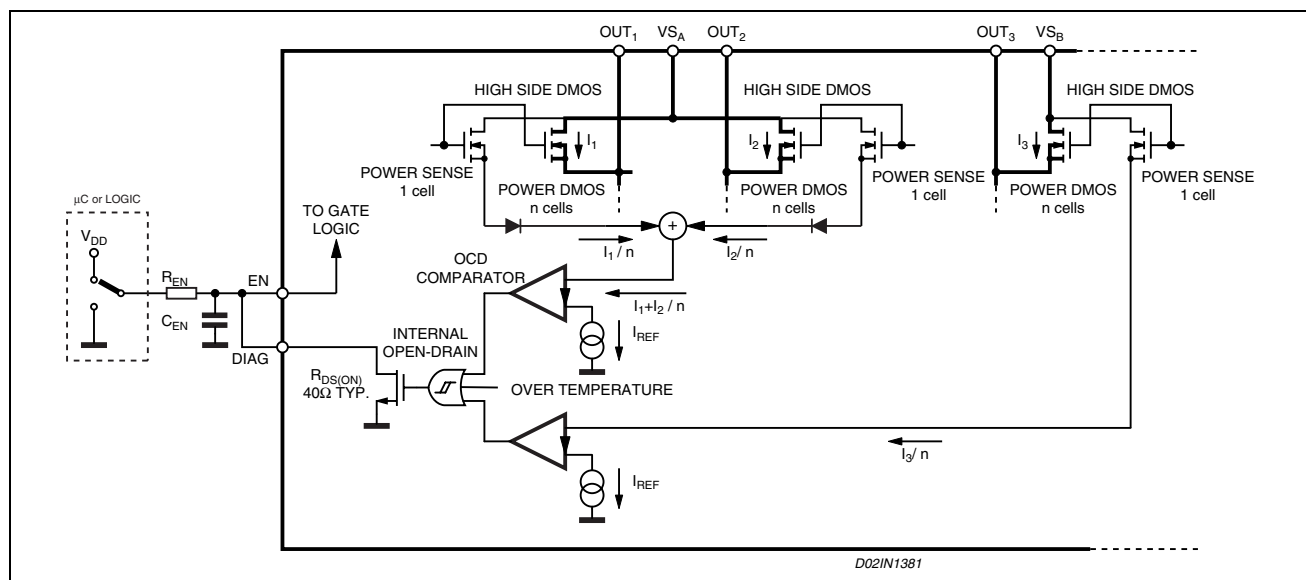 OUT1 VSA OUT2 OUT3 VSB
HIGH SIDE DMOS HIGH SIDE DMOS HIGH SIDE DMOS
I1 I2 I3
POWER SENSE
1 cell
POWER DMOS
n cells
POWER DMOS
n cells
POWER SENSE
1 cell
POWER DMOS
n cells
POWER SENSE
1 cell
μC or LOGIC
VDD
TO GATE
LOGIC
+
I1 / n I2/ n
REN
EN
CEN
DIAG
OCD
COMPARATOR
I1+I2 / n
IREF
INTERNAL
OPEN-DRAIN
RDS(ON)
40Ω TYP.
OVER TEMPERATURE
I3/ n
IREF
D02IN1381